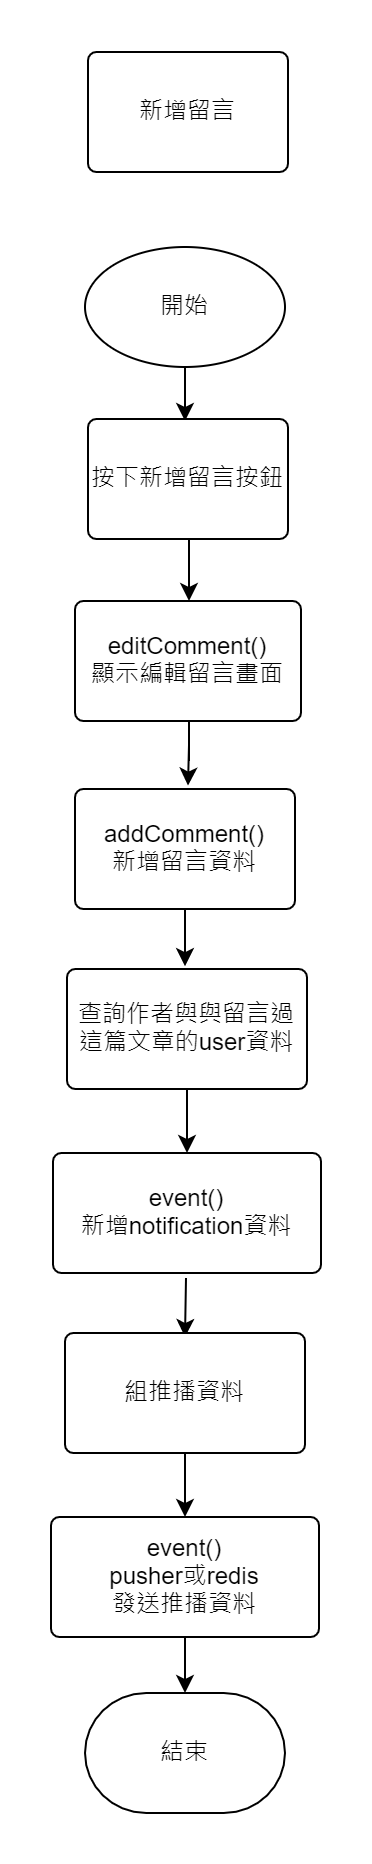 新增留言
開始
按下新增留言按鈕
editComment()
顯示編輯留言畫面
addComment()
新增留言資料
查詢作者與與留言過
這篇文章的user資料
event()
新增notification資料
組推播資料
event()
pusher或redis
發送推播資料
結束